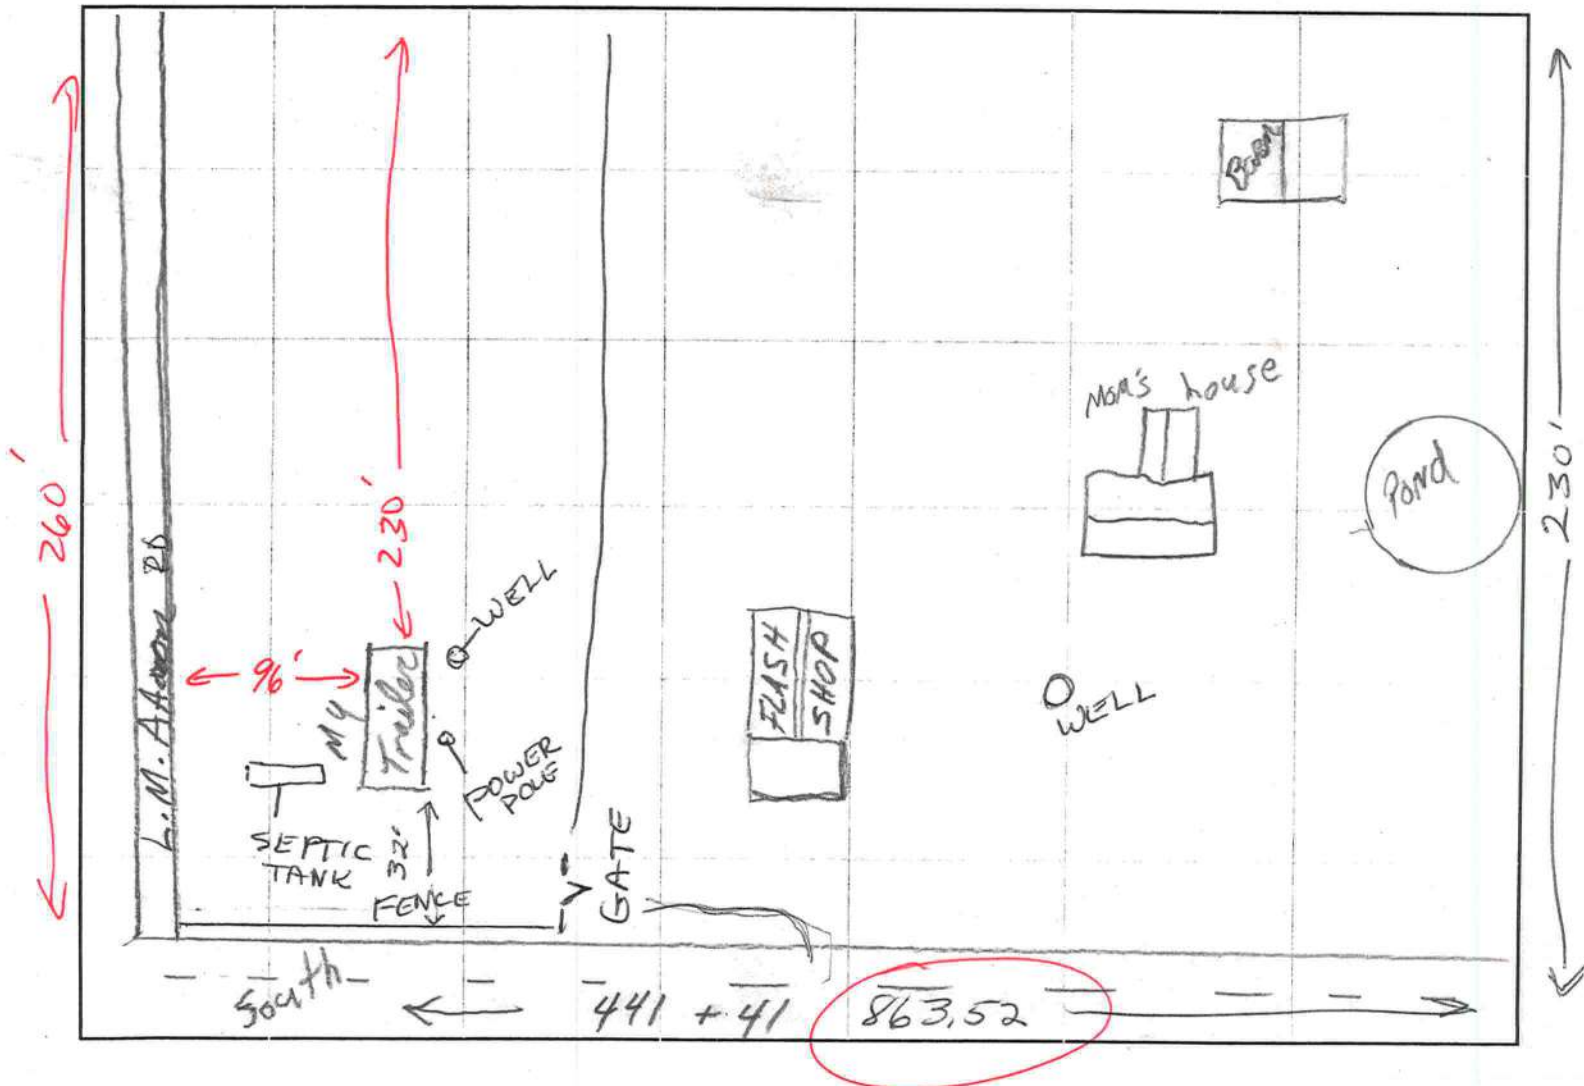 BARN
Mom's house
Pond
260'
230'
230'
L.M. AAron RD
WELL
96'
My
Trailer
POWER
POLE
FLASH
SHOP
WELL
SEPTIC
TANK
32'
FENCE
GATE
South
441 + 41
863.52